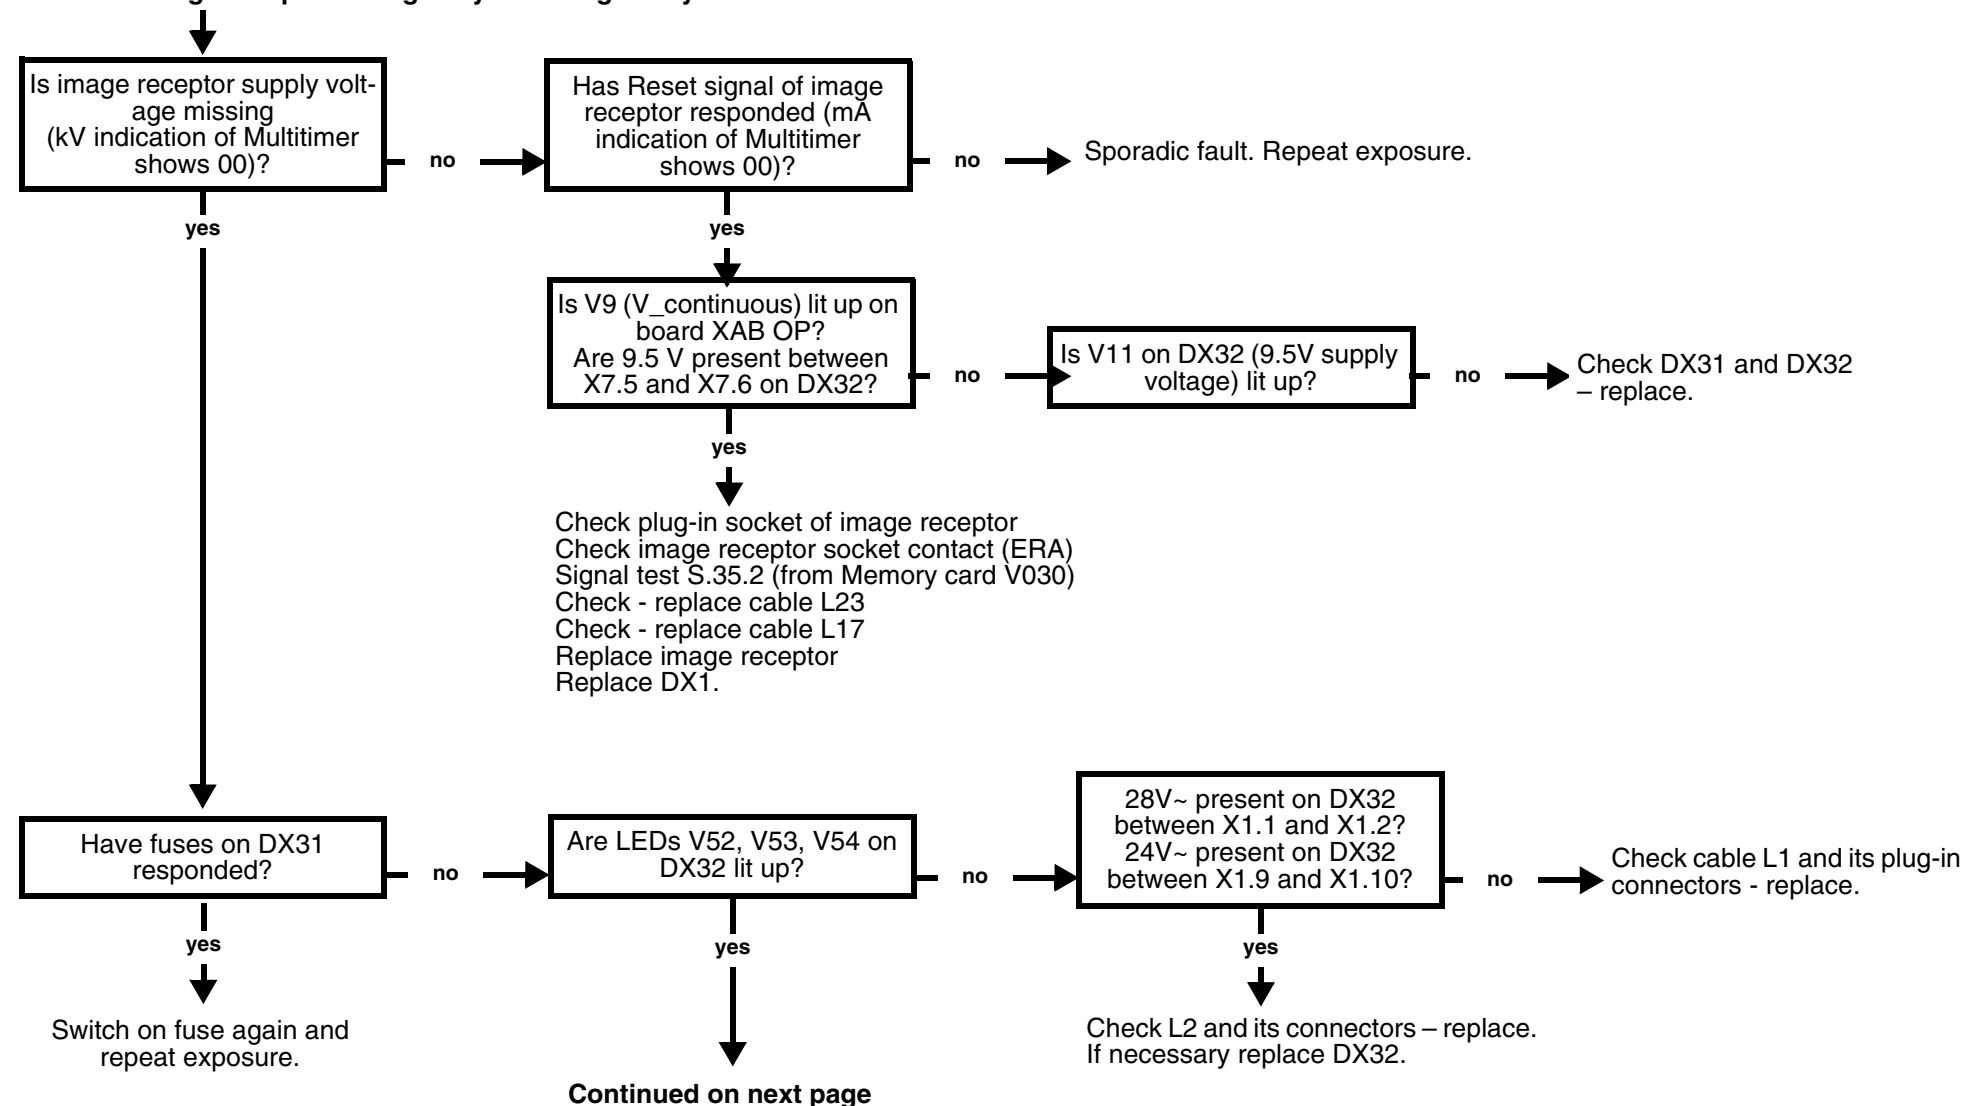 Is image receptor supply volt-
age missing
(kV indication of Multitimer
shows 00)?
no
Has Reset signal of image
receptor responded (mA
indication of Multitimer
shows 00)?
no
Sporadic fault. Repeat exposure.
yes
yes
Is V9 (V_continuous) lit up on
board XAB OP?
Are 9.5 V present between
X7.5 and X7.6 on DX32?
no
Is V11 on DX32 (9.5V supply
voltage) lit up?
no
Check DX31 and DX32
– replace.
yes
Check plug-in socket of image receptor
Check image receptor socket contact (ERA)
Signal test S.35.2 (from Memory card V030)
Check - replace cable L23
Check - replace cable L17
Replace image receptor
Replace DX1.
Have fuses on DX31
responded?
no
Are LEDs V52, V53, V54 on
DX32 lit up?
no
28V~ present on DX32
between X1.1 and X1.2?
24V~ present on DX32
between X1.9 and X1.10?
no
Check cable L1 and its plug-in
connectors - replace.
yes
yes
yes
Switch on fuse again and
repeat exposure.
Check L2 and its connectors – replace.
If necessary replace DX32.
Continued on next page